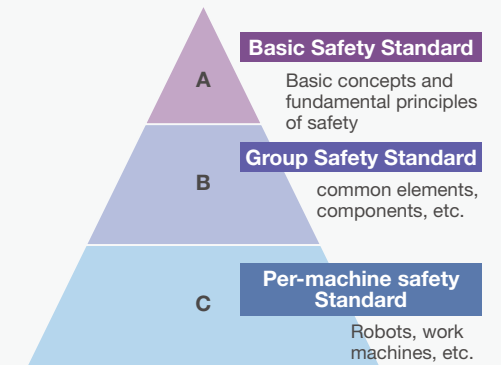 A
Basic Safety Standard
Basic concepts and
fundamental principles
of safety
B
Group Safety Standard
common elements,
components, etc.
C
Per-machine safety
Standard
Robots, work
machines, etc.